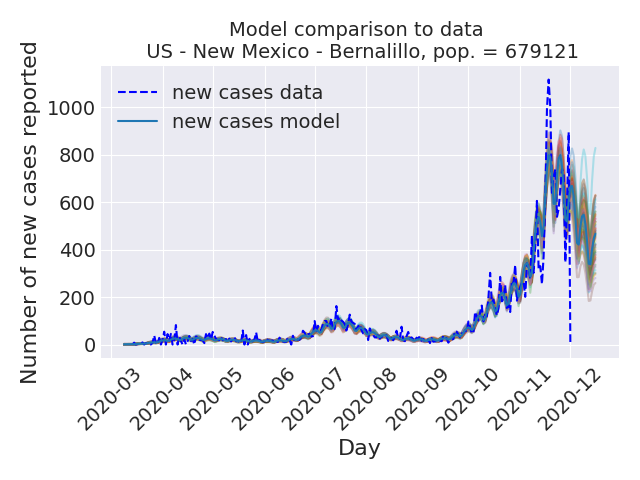 Model comparison to data
US - New Mexico - Bernalillo, pop. = 679121
Number of new cases reported
1000
800
600
400
200
0
new cases data
new cases model
2020-03
2020-04
2020-05
2020-06
2020-07
2020-08
2020-09
2020-10
2020-11
2020-12
Day